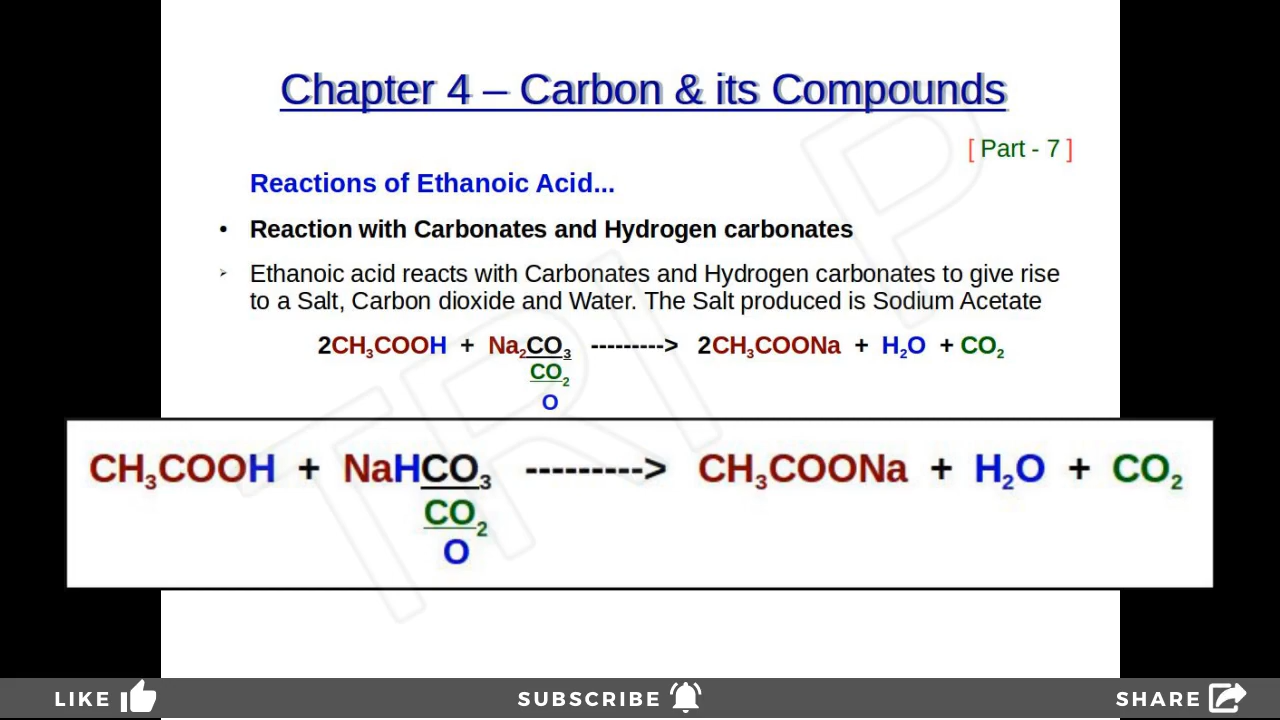 Chapter 4 – Carbon & its Compounds
[ Part - 7 ]
Reactions of Ethanoic Acid...
• Reaction with Carbonates and Hydrogen carbonates
➢ Ethanoic acid reacts with Carbonates and Hydrogen carbonates to give rise
to a Salt, Carbon dioxide and Water. The Salt produced is Sodium Acetate
2CH₃COOH + Na₂CO₃ ---------> 2CH₃COONa + H₂O + CO₂
CO₂
O
CH₃COOH + NaHCO₃ ---------> CH₃COONa + H₂O + CO₂
CO₂
O
TRI P
LIKE SUBSCRIBE SHARE